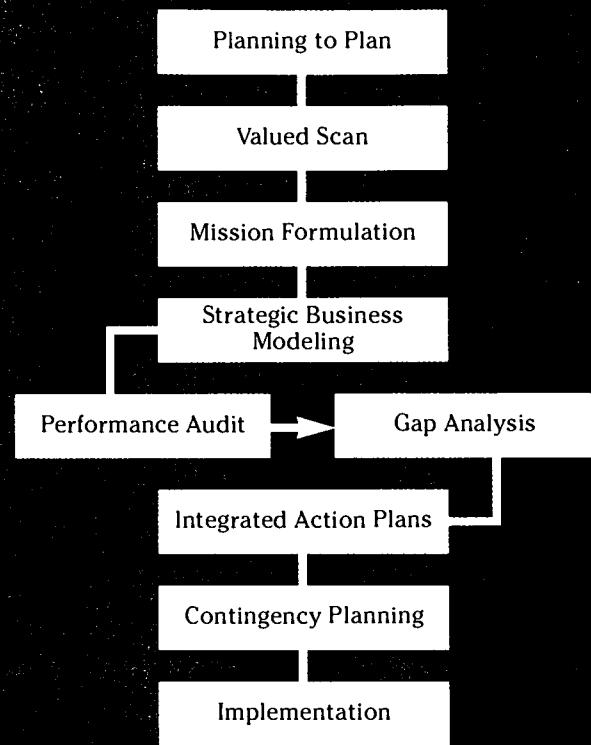 Planning to Plan
Valued Scan
Mission Formulation
Strategic Business
Modeling
Performance Audit
Gap Analysis
Integrated Action Plans
Contingency Planning
Implementation